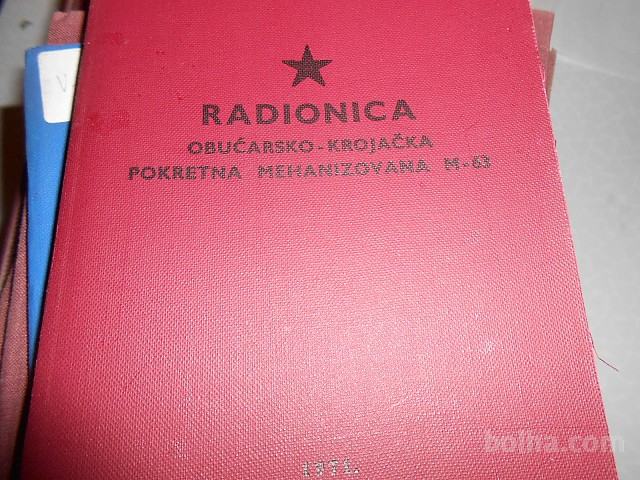 V
RADIONICA
OBUĆARSKO-KROJAČKA
POKRETNA MEHANIZOVANA M-63
1971.
bolha.com